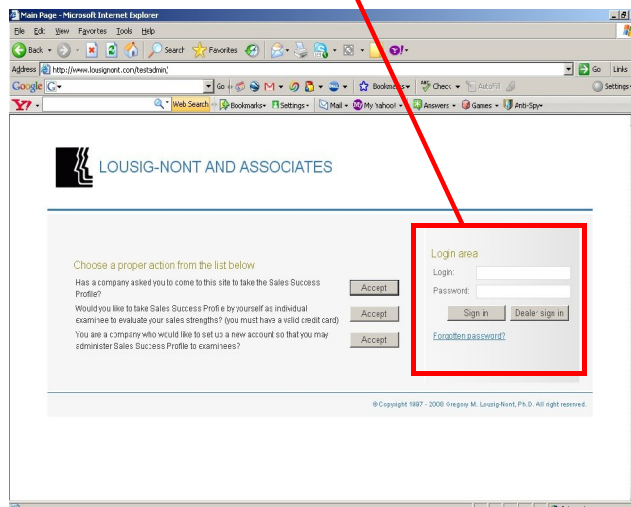 Main Page - Microsoft Internet Explorer
File Edit View Favorites Tools Help
Back Search Favorites
Address http://www.lousignont.com/testadmin/ Go Links
Google G Go M Bookmarks Check AutoFill Settings
Y7 Web Search Bookmarks Settings Mail My Yahoo! Answers Games Anti-Spy
LOUSIG-NONT AND ASSOCIATES
Choose a proper action from the list below
Has a company asked you to come to this site to take the Sales Success
Profile?
Accept
Would you like to take Sales Success Profile by yourself as individual
examinee to evaluate your sales strengths? (you must have a valid credit card)
Accept
You are a company who would like to set up a new account so that you may
administer Sales Success Profile to examinees?
Accept
Login area
Login:
Password:
Sign in Dealer sign in
Forgotten password?
© Copyright 1997 - 2008 Gregory M. Lousig-Nont, Ph.D. All right reserved.